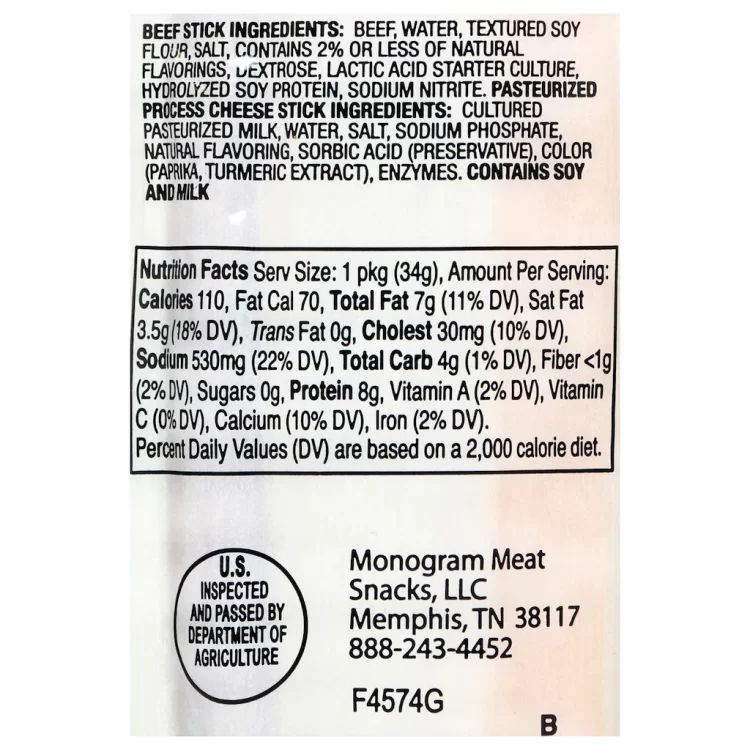 BEEF STICK INGREDIENTS: BEEF, WATER, TEXTURED SOY
FLOUR, SALT, CONTAINS 2% OR LESS OF NATURAL
FLAVORINGS, DEXTROSE, LACTIC ACID STARTER CULTURE,
HYDROLYZED SOY PROTEIN, SODIUM NITRITE. PASTEURIZED
PROCESS CHEESE STICK INGREDIENTS: CULTURED
PASTEURIZED MILK, WATER, SALT, SODIUM PHOSPHATE,
NATURAL FLAVORING, SORBIC ACID (PRESERVATIVE), COLOR
(PAPRIKA, TURMERIC EXTRACT), ENZYMES. CONTAINS SOY
AND MILK
Nutrition Facts Serv Size: 1 pkg (34g), Amount Per Serving:
Calories 110, Fat Cal 70, Total Fat 7g (11% DV), Sat Fat
3.5g (18% DV), Trans Fat 0g, Cholest 30mg (10% DV),
Sodium 530mg (22% DV), Total Carb 4g (1% DV), Fiber <1g
(2% DV), Sugars 0g, Protein 8g, Vitamin A (2% DV), Vitamin
C (0% DV), Calcium (10% DV), Iron (2% DV).
Percent Daily Values (DV) are based on a 2,000 calorie diet.
U.S.
INSPECTED
AND PASSED BY
DEPARTMENT OF
AGRICULTURE
Monogram Meat
Snacks, LLC
Memphis, TN 38117
888-243-4452
F4574G
B